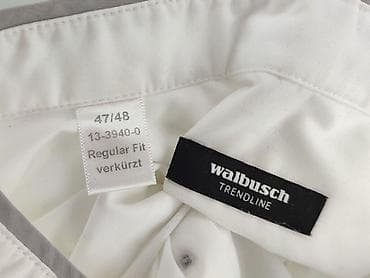 47/48
13-3940-0
Regular Fit
verkürzt
walbusch
TRENDLINE